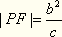 | PF |= b²/c